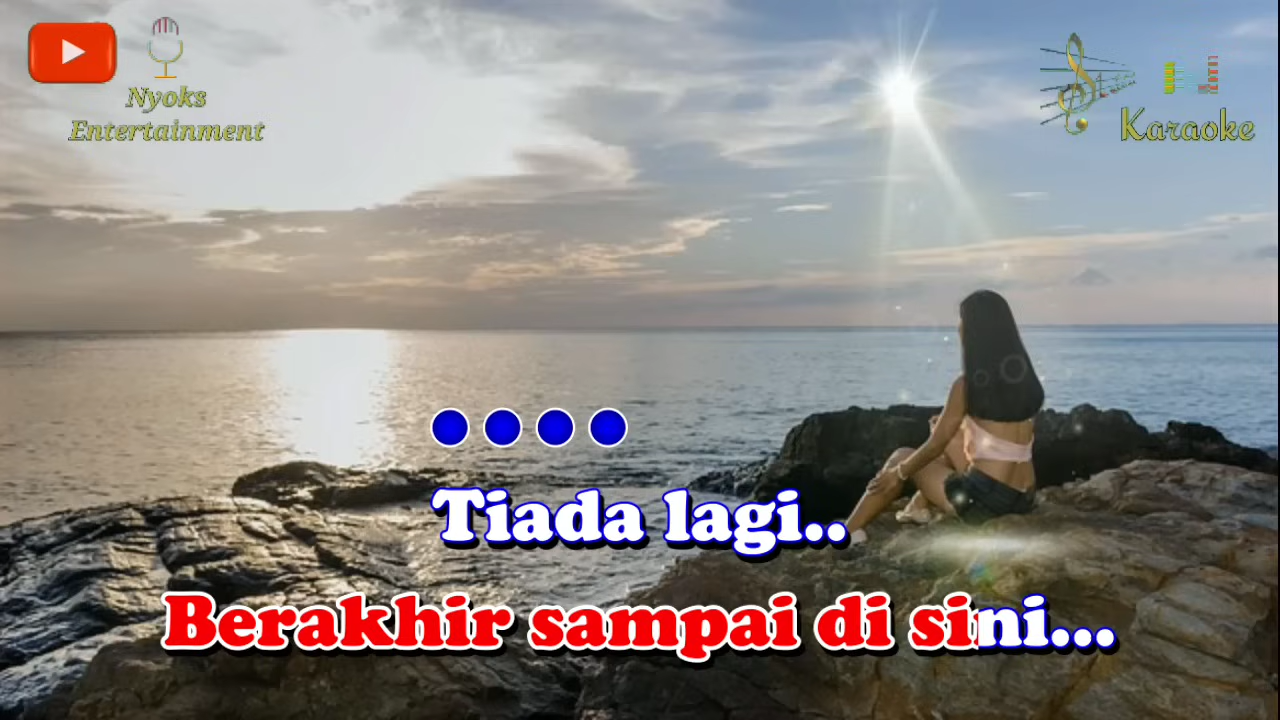 Nyoks
Entertainment
Karaoke
Tiada lagi..
Berakhir sampai di sini...